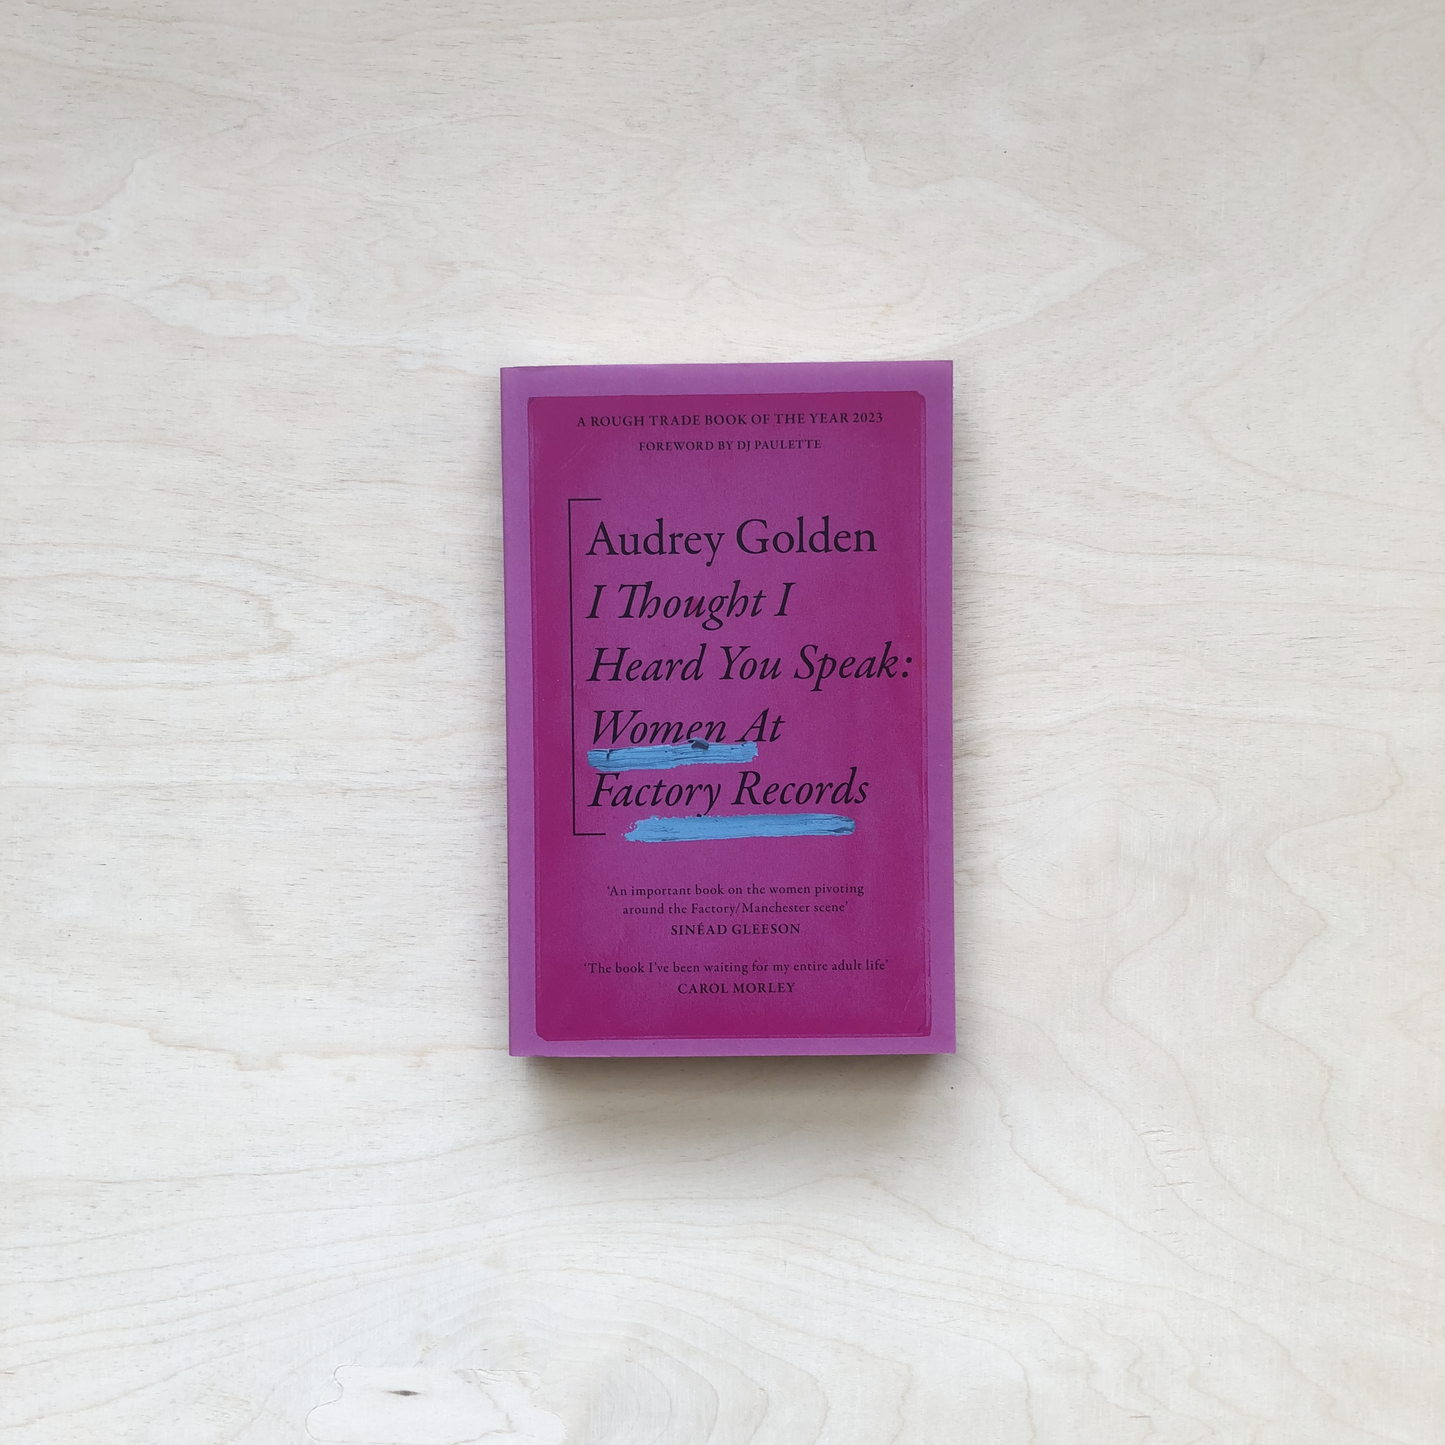 A ROUGH TRADE BOOK OF THE YEAR 2023
FOREWORD BY DJ PAULETTE
Audrey Golden
I Thought I
Heard You Speak:
Women At
Factory Records
‘An important book on the women pivoting
around the Factory/Manchester scene’
SINÉAD GLEESON
‘The book I’ve been waiting for my entire adult life’
CAROL MORLEY